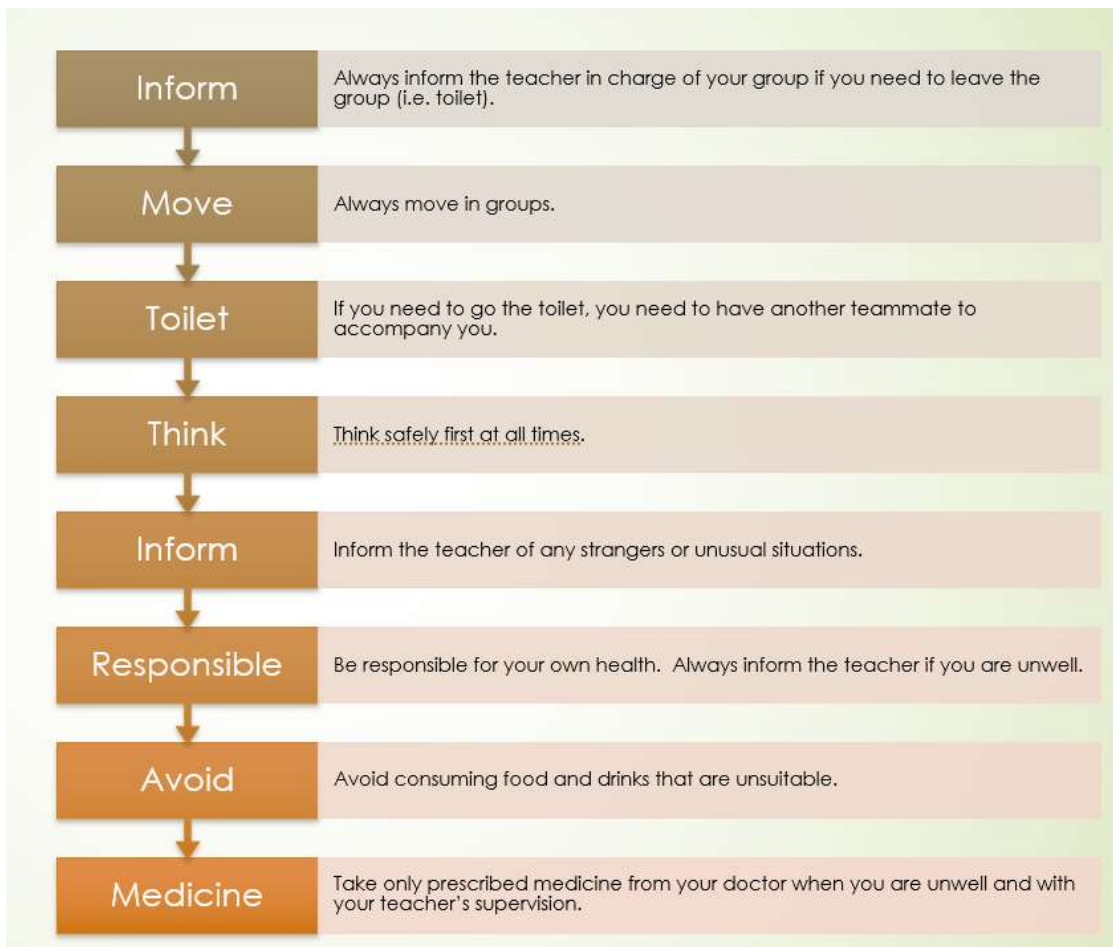 Inform
Always inform the teacher in charge of your group if you need to leave the
group (i.e. toilet).
Move
Always move in groups.
Toilet
If you need to go the toilet, you need to have another teammate to
accompany you.
Think
Think safely first at all times.
Inform
Inform the teacher of any strangers or unusual situations.
Responsible
Be responsible for your own health.  Always inform the teacher if you are unwell.
Avoid
Avoid consuming food and drinks that are unsuitable.
Medicine
Take only prescribed medicine from your doctor when you are unwell and with
your teacher’s supervision.